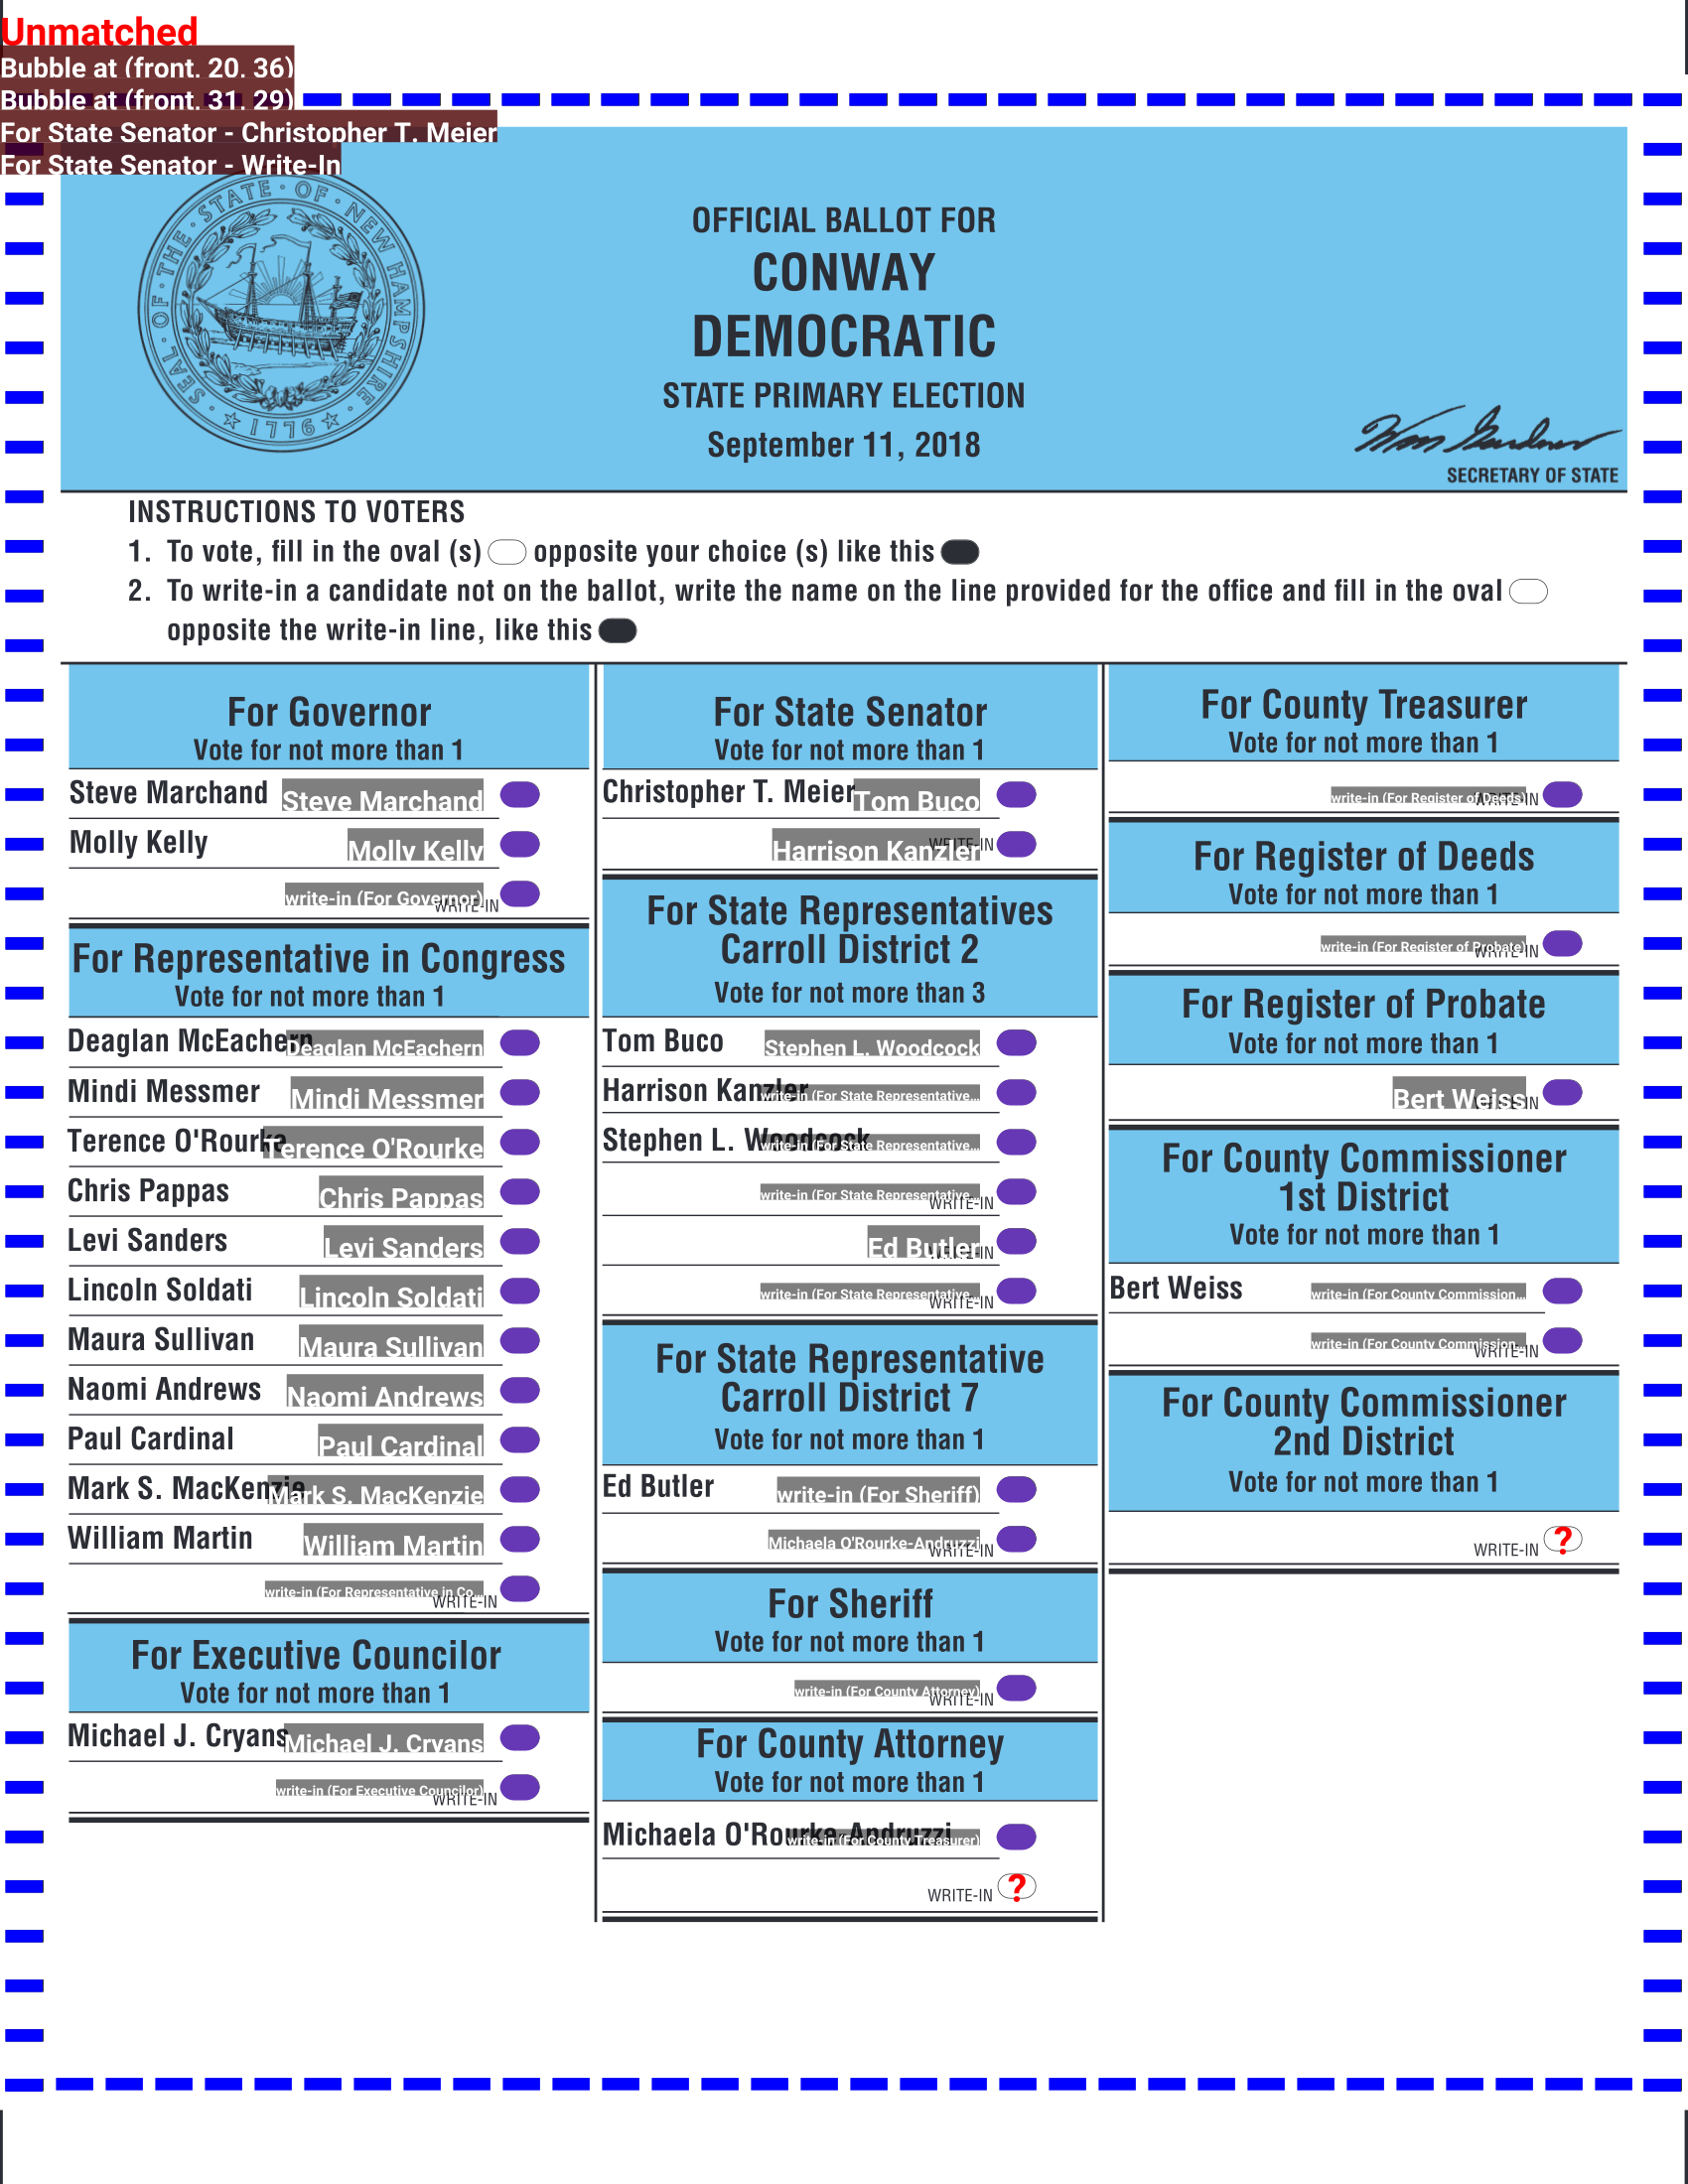 Unmatched
Bubble at (front, 20, 36)
Bubble at (front, 31, 29)
For State Senator - Christopher T. Meier
For State Senator - Write-In
SEAL · OF · THE · STATE · OF · NEW HAMPSHIRE · 1776
OFFICIAL BALLOT FOR
CONWAY
DEMOCRATIC
STATE PRIMARY ELECTION
September 11, 2018
SECRETARY OF STATE
INSTRUCTIONS TO VOTERS
1. To vote, fill in the oval (s) opposite your choice (s) like this
2. To write-in a candidate not on the ballot, write the name on the line provided for the office and fill in the oval
opposite the write-in line, like this
For Governor
Vote for not more than 1
Steve Marchand Steve Marchand
Molly Kelly Molly Kelly
write-in (For Governor) WRITE-IN
For Representative in Congress
Vote for not more than 1
Deaglan McEachern Deaglan McEachern
Mindi Messmer Mindi Messmer
Terence O'Rourke Terence O'Rourke
Chris Pappas Chris Pappas
Levi Sanders Levi Sanders
Lincoln Soldati Lincoln Soldati
Maura Sullivan Maura Sullivan
Naomi Andrews Naomi Andrews
Paul Cardinal Paul Cardinal
Mark S. MacKenzie Mark S. MacKenzie
William Martin William Martin
write-in (For Representative in Co... WRITE-IN
For Executive Councilor
Vote for not more than 1
Michael J. Cryans Michael J. Cryans
write-in (For Executive Councilor) WRITE-IN
For State Senator
Vote for not more than 1
Christopher T. Meier Tom Buco
Harrison Kanzler WRITE-IN
For State Representatives
Carroll District 2
Vote for not more than 3
Tom Buco Stephen L. Woodcock
Harrison Kanzler write-in (For State Representative...
Stephen L. Woodcock write-in (For State Representative...
write-in (For State Representative... WRITE-IN
Ed Butler WRITE-IN
write-in (For State Representative... WRITE-IN
For State Representative
Carroll District 7
Vote for not more than 1
Ed Butler write-in (For Sheriff)
Michaela O'Rourke-Andruzzi WRITE-IN
For Sheriff
Vote for not more than 1
write-in (For County Attorney) WRITE-IN
For County Attorney
Vote for not more than 1
Michaela O'Rourke-Andruzzi write-in (For County Treasurer)
WRITE-IN ?
For County Treasurer
Vote for not more than 1
write-in (For Register of Deeds) WRITE-IN
For Register of Deeds
Vote for not more than 1
write-in (For Register of Probate) WRITE-IN
For Register of Probate
Vote for not more than 1
Bert Weiss WRITE-IN
For County Commissioner
1st District
Vote for not more than 1
Bert Weiss write-in (For County Commission...
write-in (For County Commission... WRITE-IN
For County Commissioner
2nd District
Vote for not more than 1
WRITE-IN ?